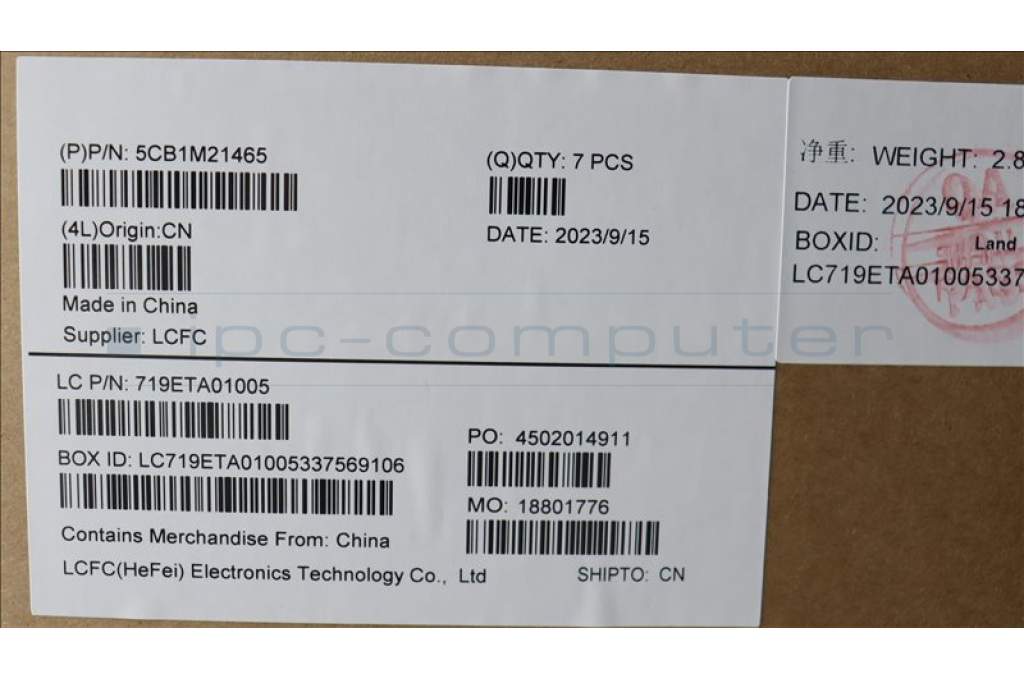 (P)P/N: 5CB1M21465
(Q)QTY: 7 PCS
(4L)Origin:CN
DATE: 2023/9/15
Made in China
Supplier: LCFC
LC P/N: 719ETA01005
PO: 4502014911
BOX ID: LC719ETA01005337569106
MO: 18801776
Contains Merchandise From: China
LCFC(HeFei) Electronics Technology Co., Ltd
SHIPTO: CN
净重: WEIGHT: 2.8
DATE: 2023/9/15 18
BOXID: Land
LC719ETA01005337
QA
ipc-computer